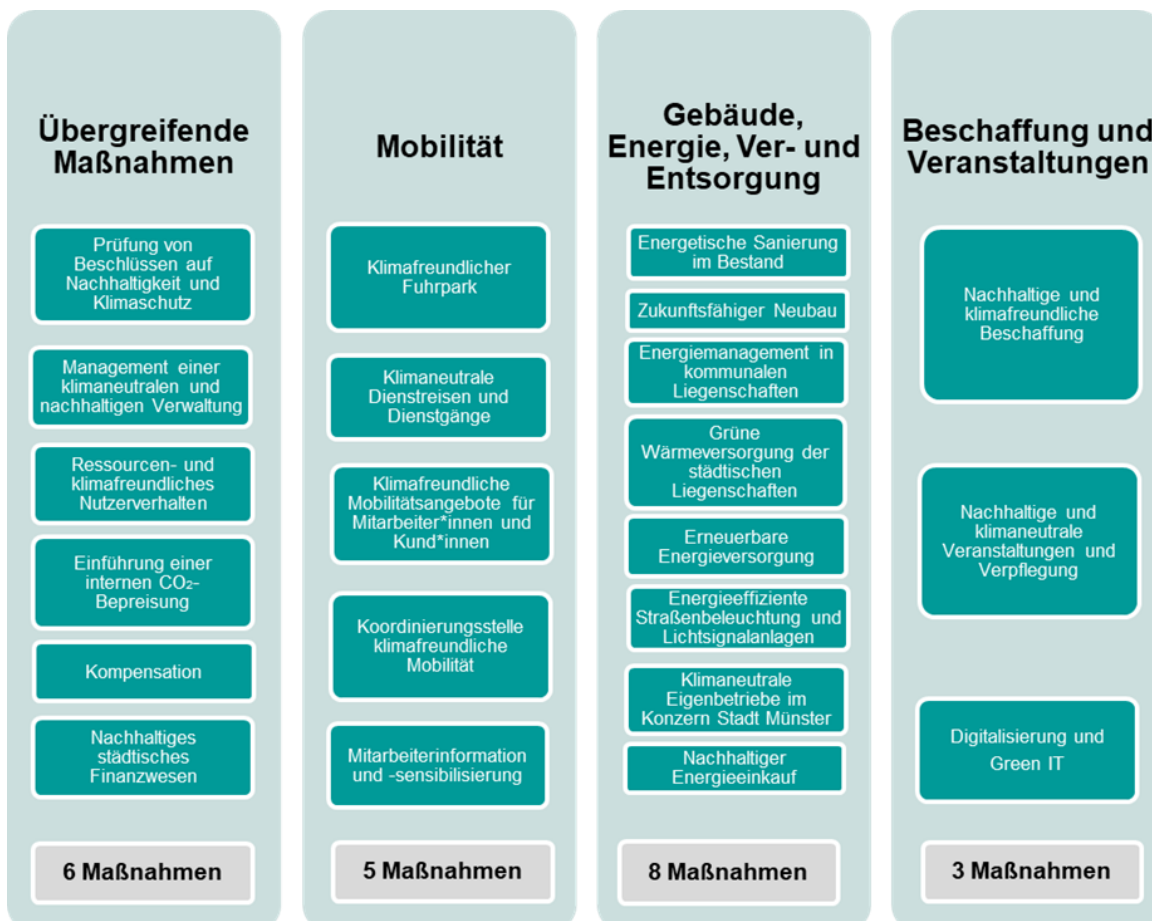 Übergreifende
Maßnahmen
Prüfung von
Beschlüssen auf
Nachhaltigkeit und
Klimaschutz
Management einer
klimaneutralen und
nachhaltigen Verwaltung
Ressourcen- und
klimafreundliches
Nutzerverhalten
Einführung einer
internen CO₂-
Bepreisung
Kompensation
Nachhaltiges
städtisches
Finanzwesen
6 Maßnahmen
Mobilität
Klimafreundlicher
Fuhrpark
Klimaneutrale
Dienstreisen und
Dienstgänge
Klimafreundliche
Mobilitätsangebote für
Mitarbeiter*innen und
Kund*innen
Koordinierungsstelle
klimafreundliche
Mobilität
Mitarbeiterinformation
und -sensibilisierung
5 Maßnahmen
Gebäude,
Energie, Ver- und
Entsorgung
Energetische Sanierung
im Bestand
Zukunftsfähiger Neubau
Energiemanagement in
kommunalen
Liegenschaften
Grüne
Wärmeversorgung der
städtischen
Liegenschaften
Erneuerbare
Energieversorgung
Energieeffiziente
Straßenbeleuchtung und
Lichtsignalanlagen
Klimaneutrale
Eigenbetriebe im
Konzern Stadt Münster
Nachhaltiger
Energieeinkauf
8 Maßnahmen
Beschaffung und
Veranstaltungen
Nachhaltige und
klimafreundliche
Beschaffung
Nachhaltige und
klimaneutrale
Veranstaltungen und
Verpflegung
Digitalisierung und
Green IT
3 Maßnahmen